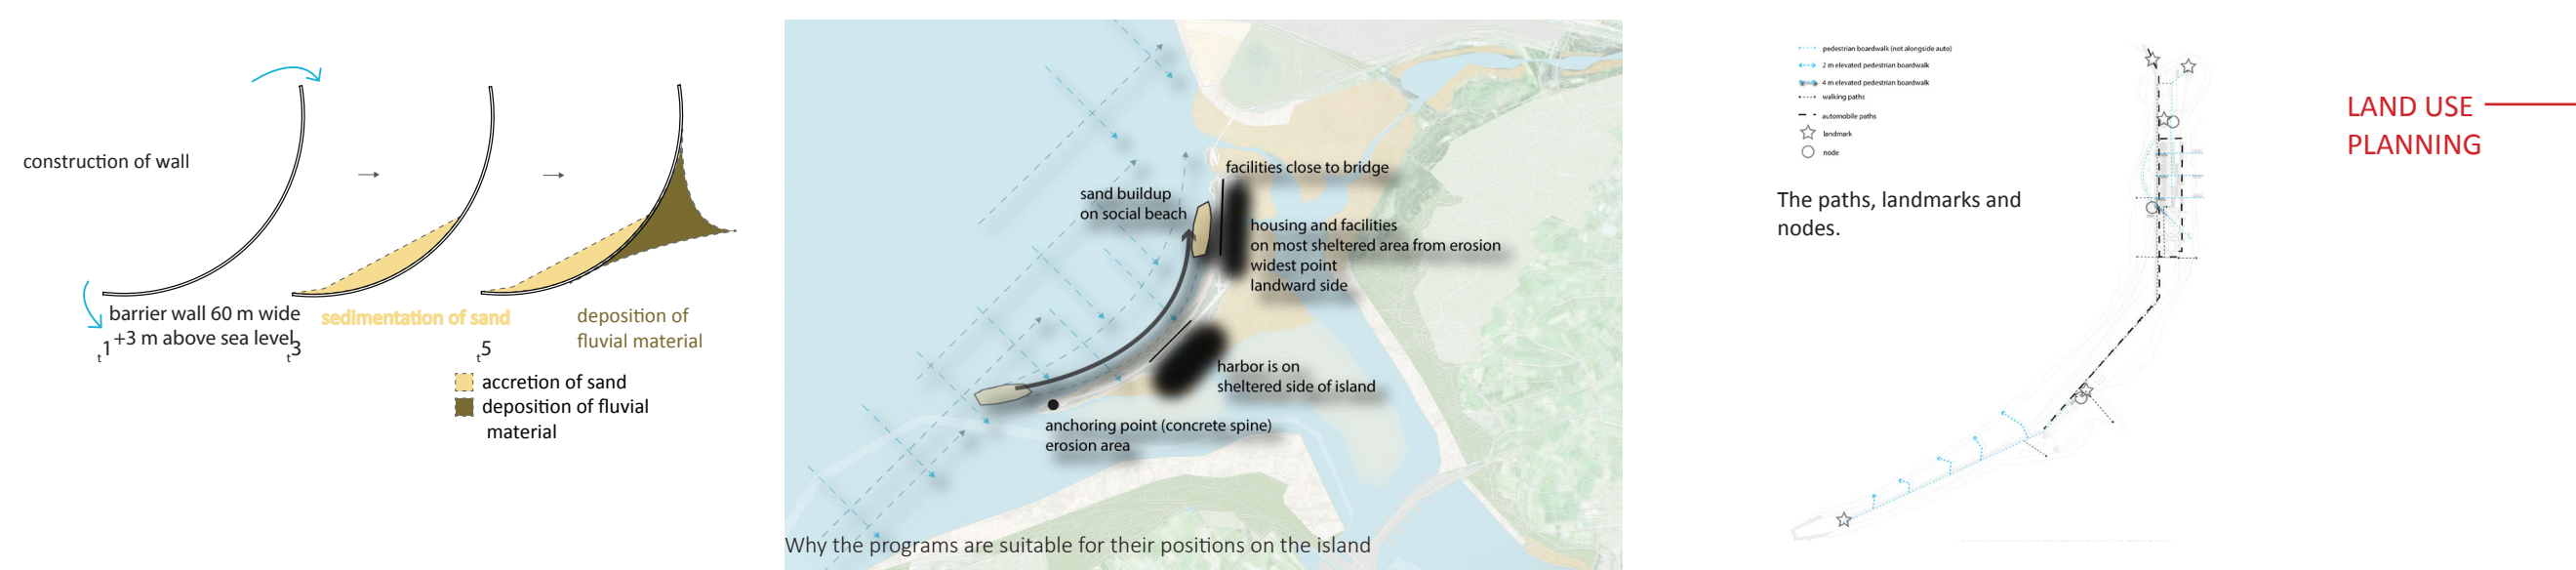 construction of wall
barrier wall 60 m wide
+3 m above sea level
t1
t3
t5
sedimentation of sand
deposition of
fluvial material
accretion of sand
deposition of fluvial
material
facilities close to bridge
sand buildup
on social beach
housing and facilities
on most sheltered area from erosion
widest point
landward side
harbor is on
sheltered side of island
anchoring point (concrete spine)
erosion area
Why the programs are suitable for their positions on the island
pedestrian boardwalk (not alongside auto)
2 m elevated pedestrian boardwalk
4 m elevated pedestrian boardwalk
walking paths
automobile paths
landmark
node
The paths, landmarks and
nodes.
LAND USE
PLANNING